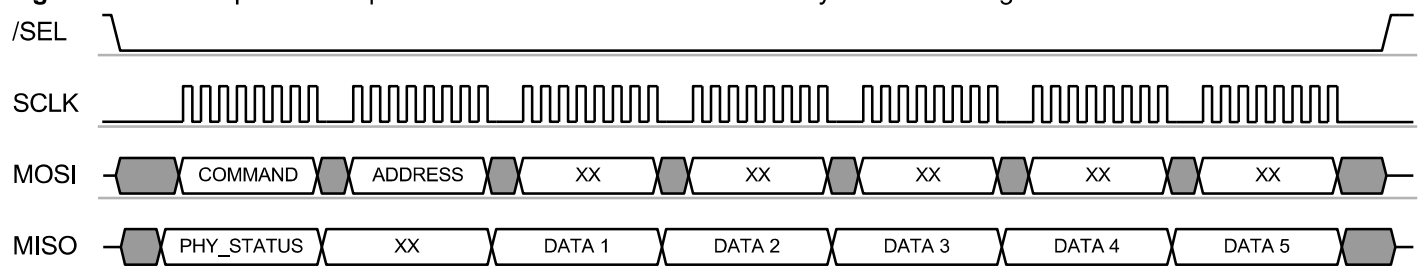 /SEL
SCLK
MOSI COMMAND ADDRESS XX XX XX XX XX
MISO PHY_STATUS XX DATA 1 DATA 2 DATA 3 DATA 4 DATA 5